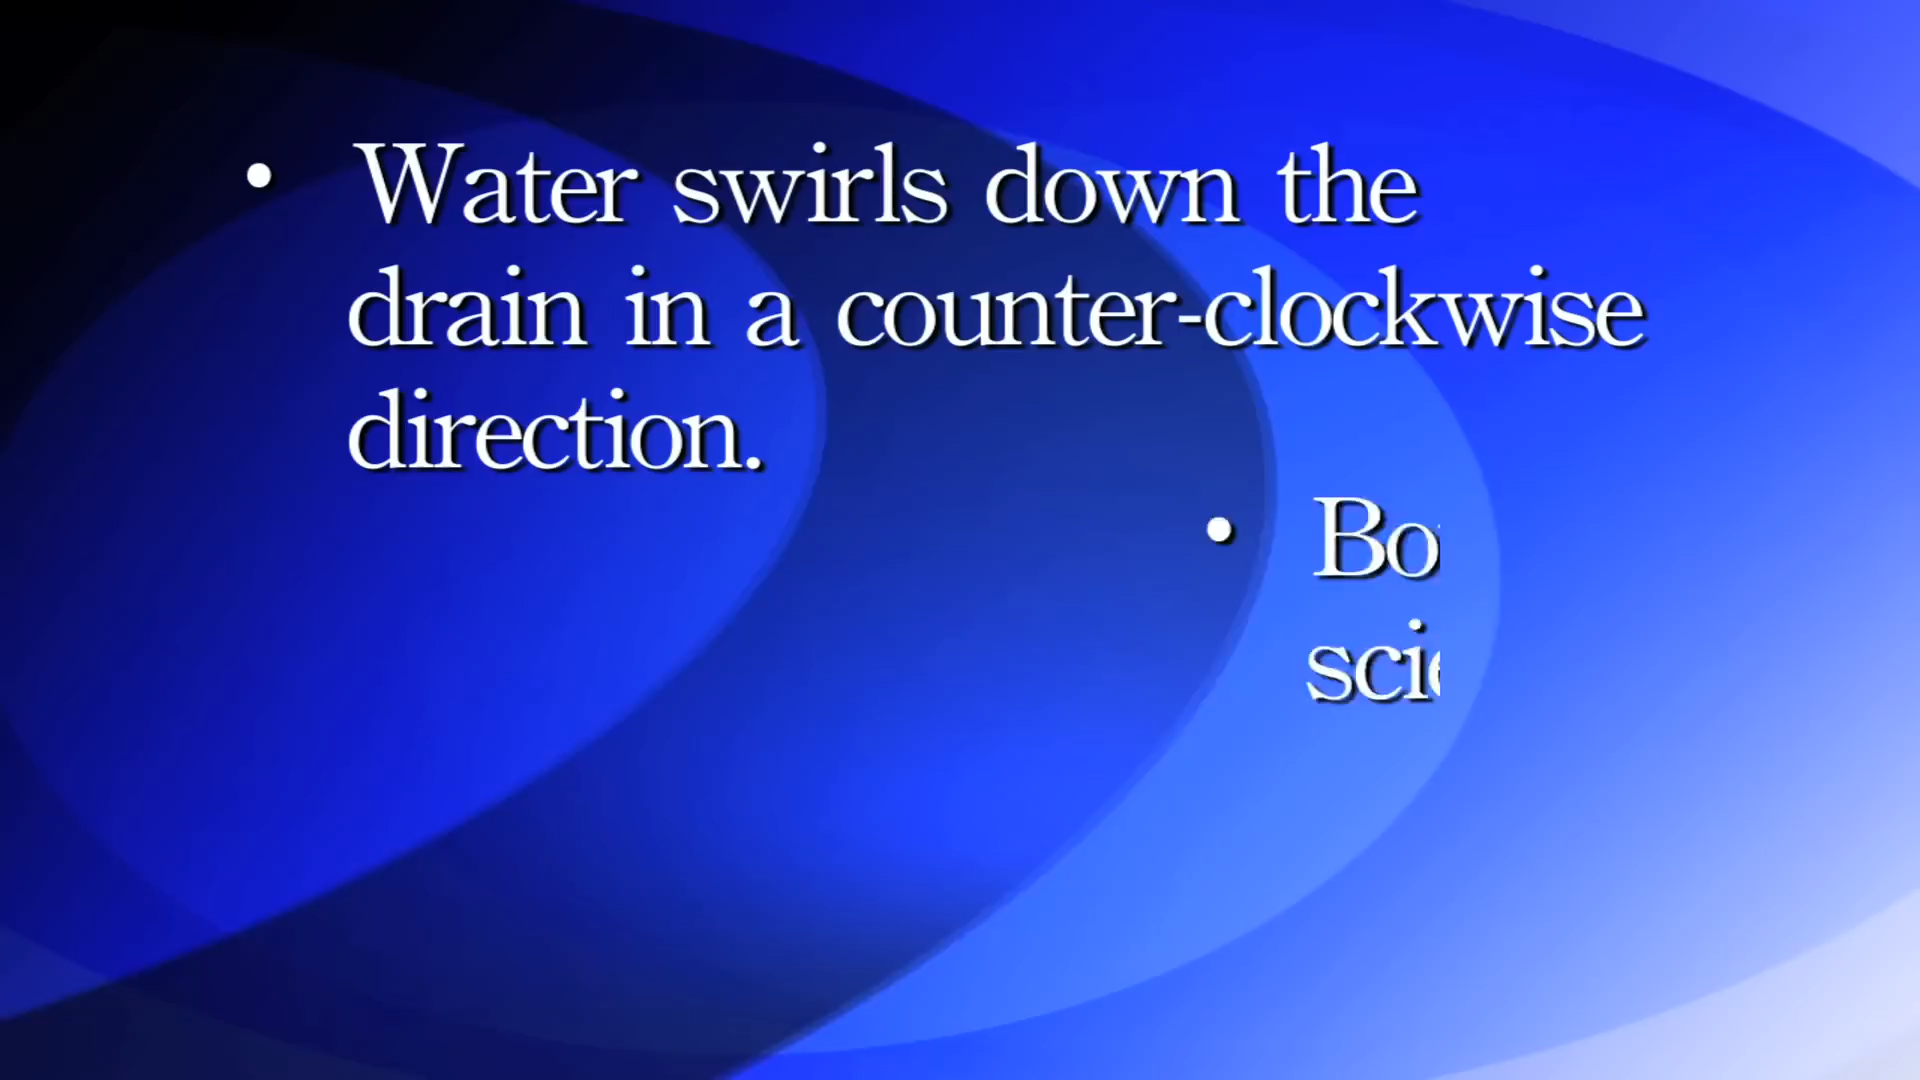 • Water swirls down the
drain in a counter-clockwise
direction.